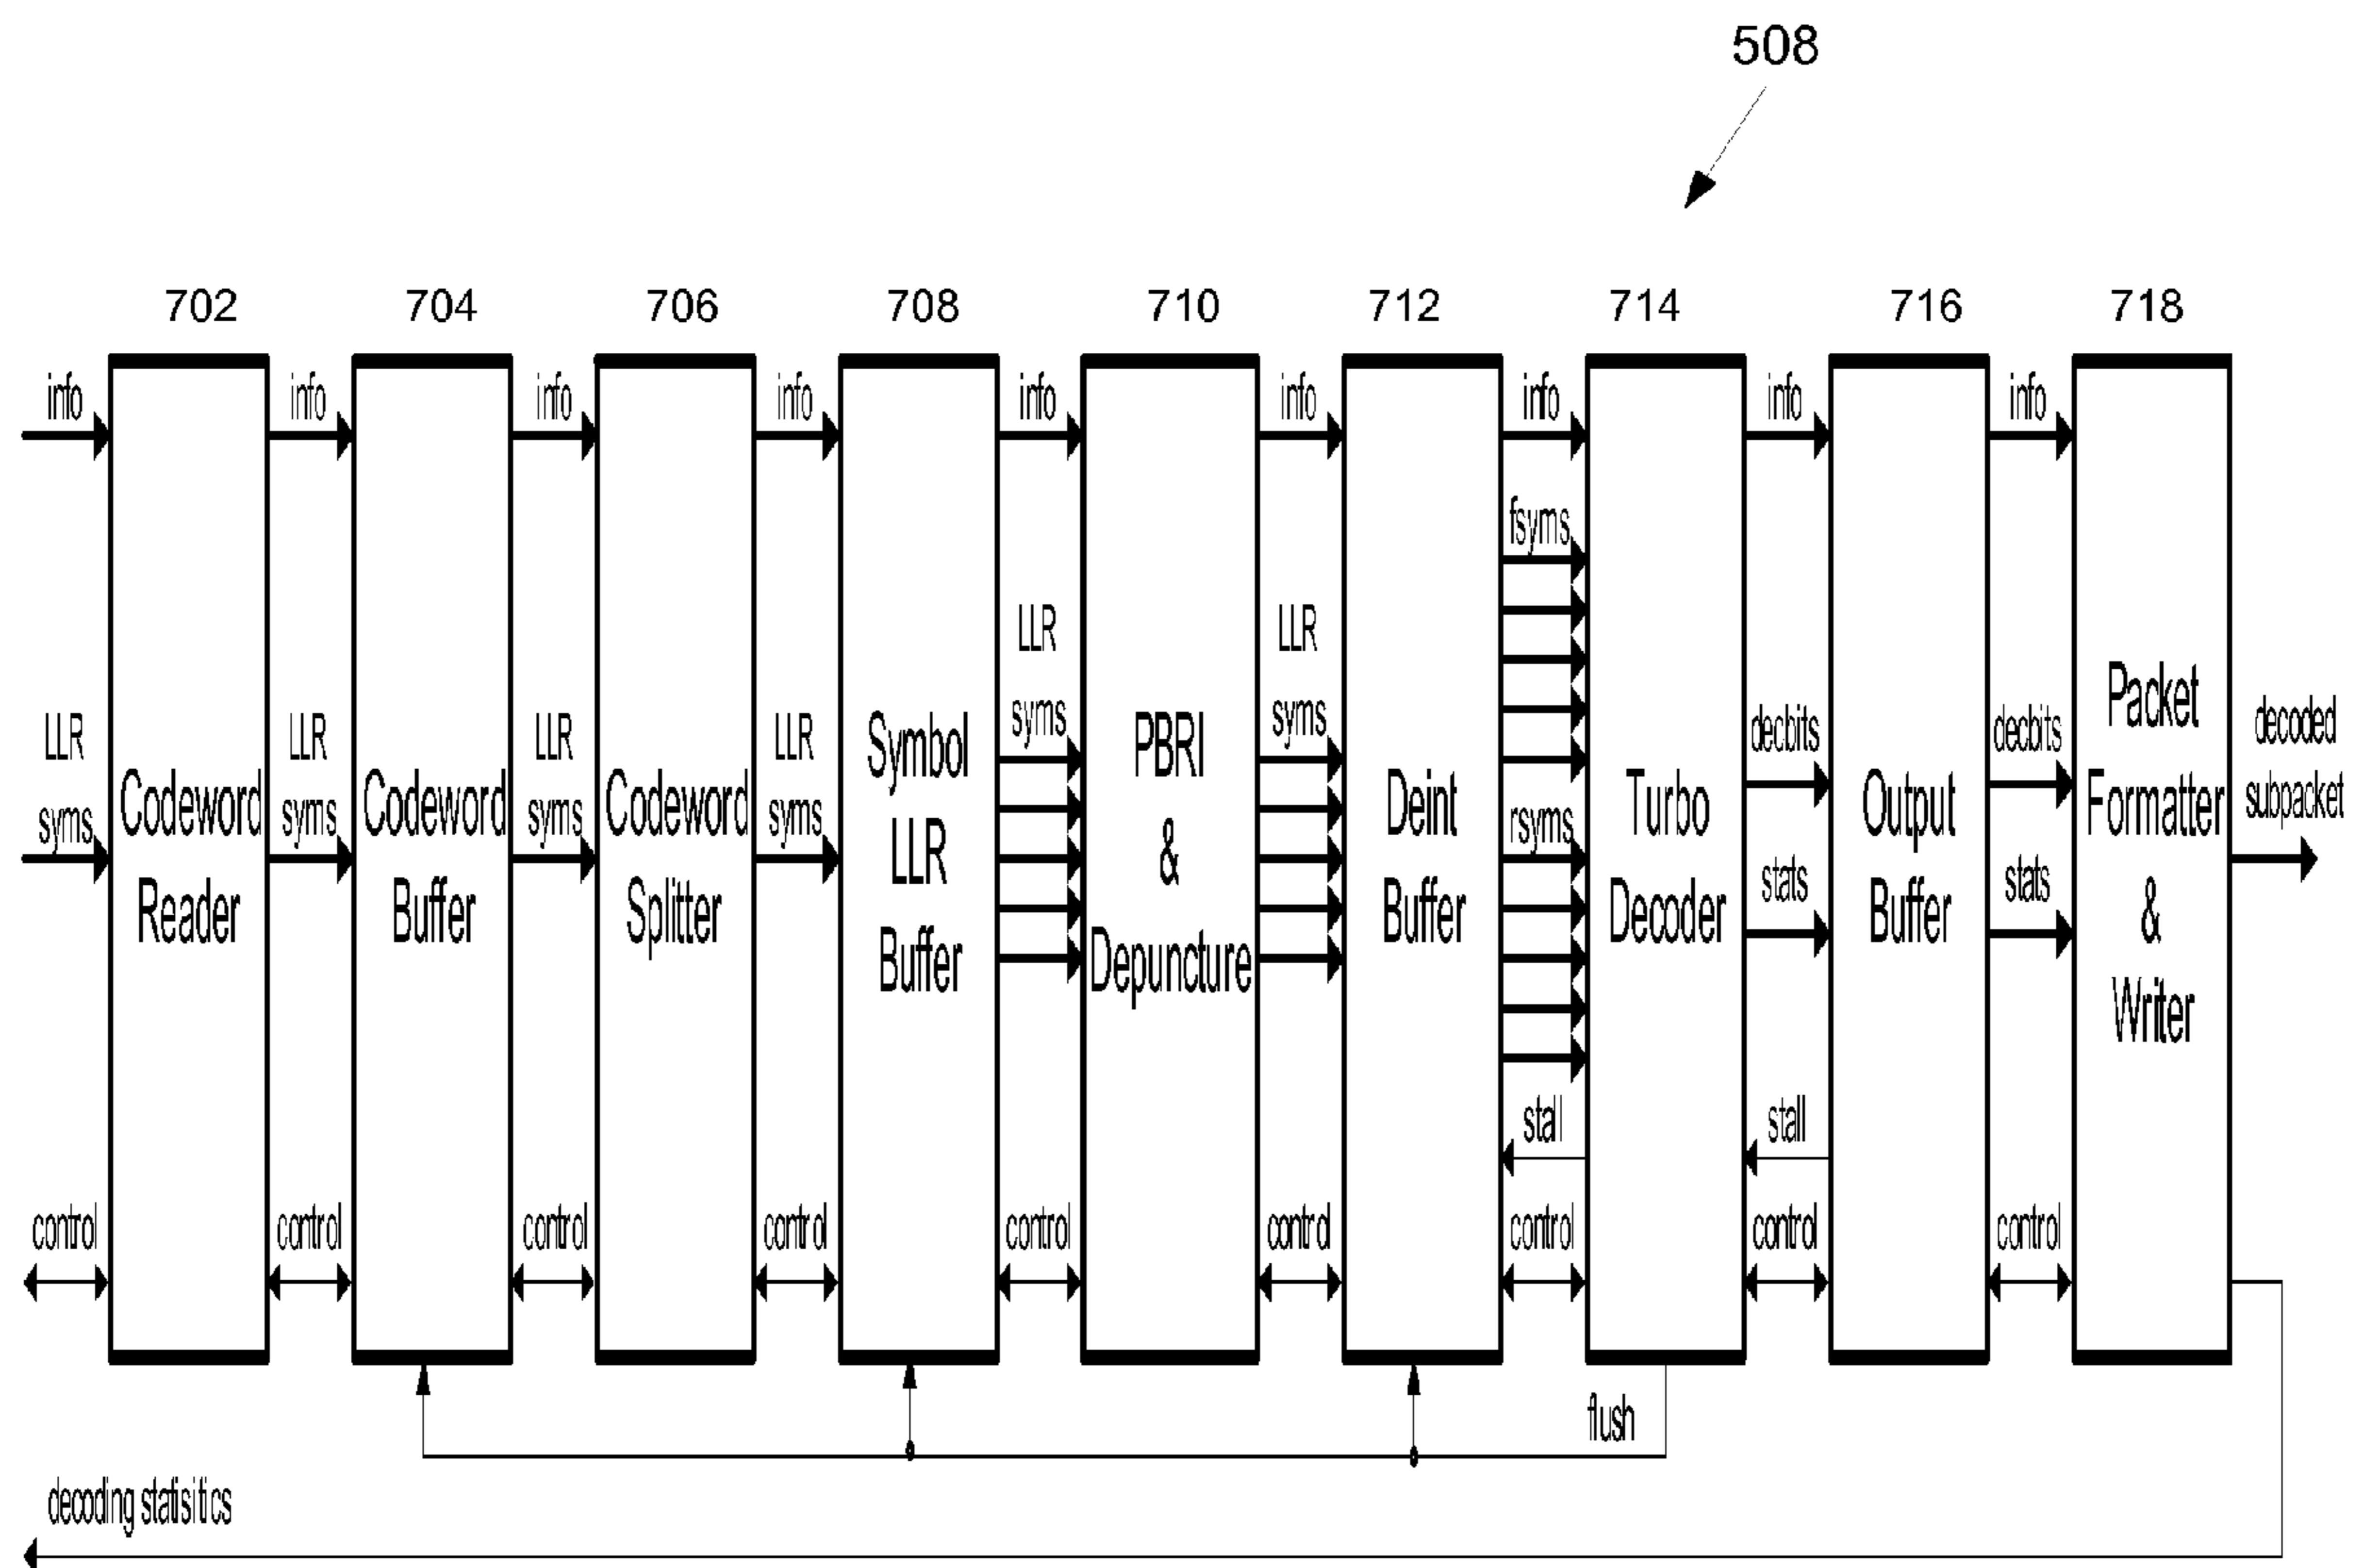 508
702 704 706 708 710 712 714 716 718
info info info info info info info info info
fsyms
LLR LLR
LLR LLR LLR LLR syms syms decbits decbits decoded
syms syms syms syms rsyms subpacket
stats stats
Codeword
Reader
Codeword
Buffer
Codeword
Splitter
Symbol
LLR
Buffer
PBRI
&
Depuncture
Deint
Buffer
Turbo
Decoder
Output
Buffer
Packet
Formatter
&
Writer
stall stall
control control control control control control control control control
flush
decoding statisitics